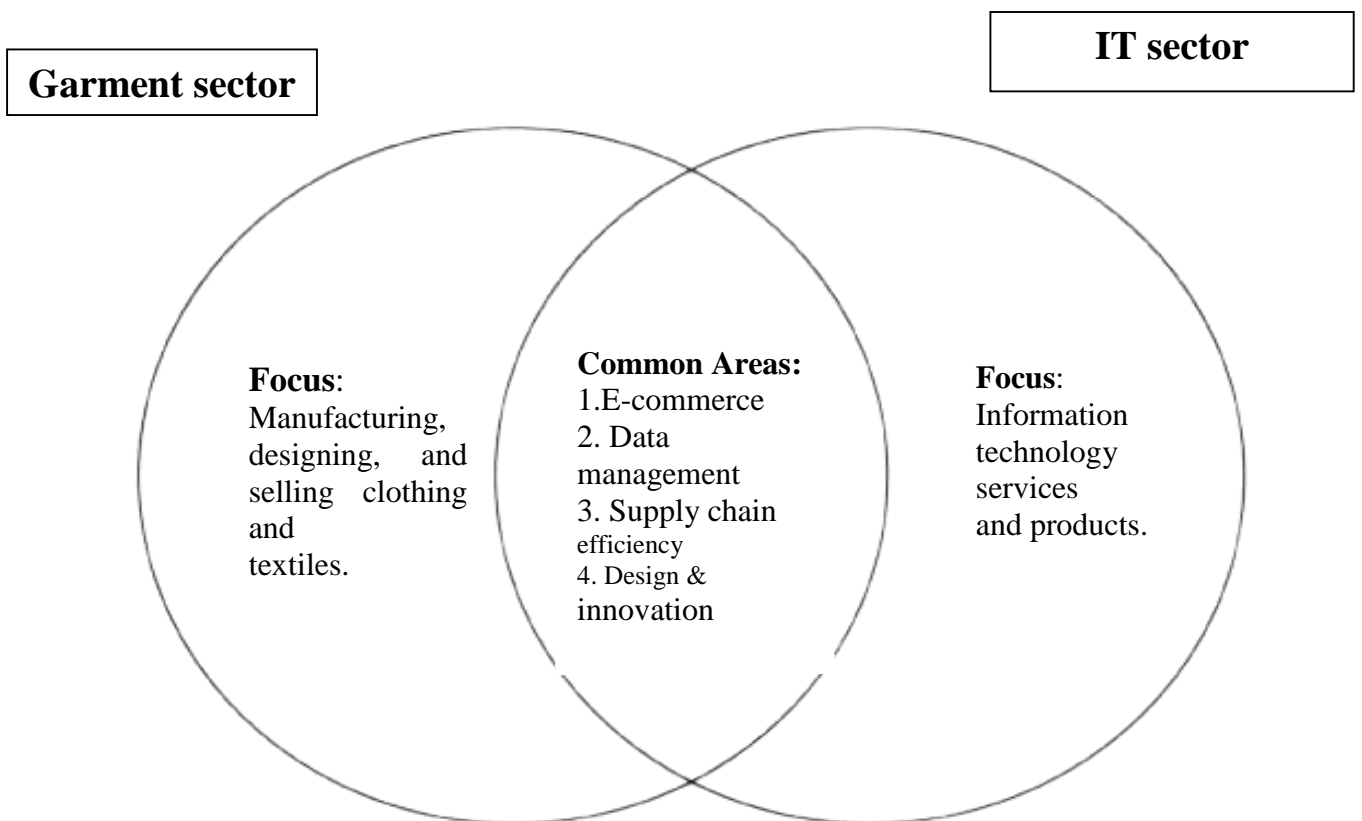 IT sector
Garment sector
Focus:
Manufacturing,
designing, and
selling clothing
and
textiles.
Common Areas:
1.E-commerce
2. Data
management
3. Supply chain
efficiency
4. Design &
innovation
Focus:
Information
technology
services
and products.